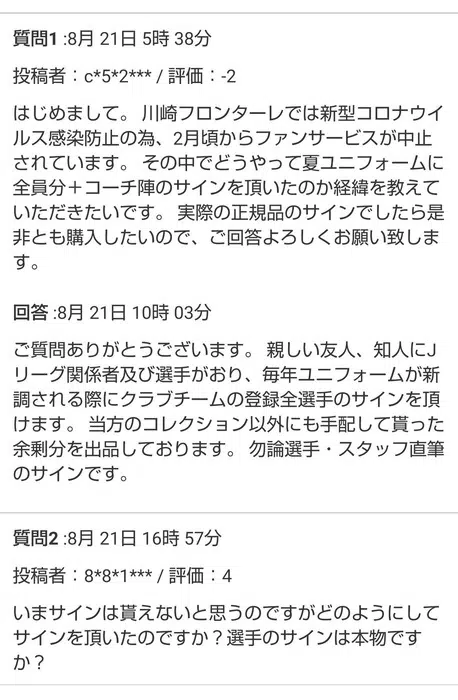 質問1 :8月 21日 5時 38分
投稿者：c*5*2*** / 評価：-2
はじめまして。 川崎フロンターレでは新型コロナウイ
ルス感染防止の為、2月頃からファンサービスが中止
されています。 その中でどうやって夏ユニフォームに
全員分＋コーチ陣のサインを頂いたのか経緯を教えて
いただきたいです。 実際の正規品のサインでしたら是
非とも購入したいので、ご回答よろしくお願い致しま
す。
回答 :8月 21日 10時 03分
ご質問ありがとうございます。 親しい友人、知人にJ
リーグ関係者及び選手がおり、毎年ユニフォームが新
調される際にクラブチームの登録全選手のサインを頂
けます。 当方のコレクション以外にも手配して貰った
余剰分を出品しております。 勿論選手・スタッフ直筆
のサインです。
質問2 :8月 21日 16時 57分
投稿者：8*8*1*** / 評価：4
いまサインは貰えないと思うのですがどのようにして
サインを頂いたのですか？選手のサインは本物です
か？